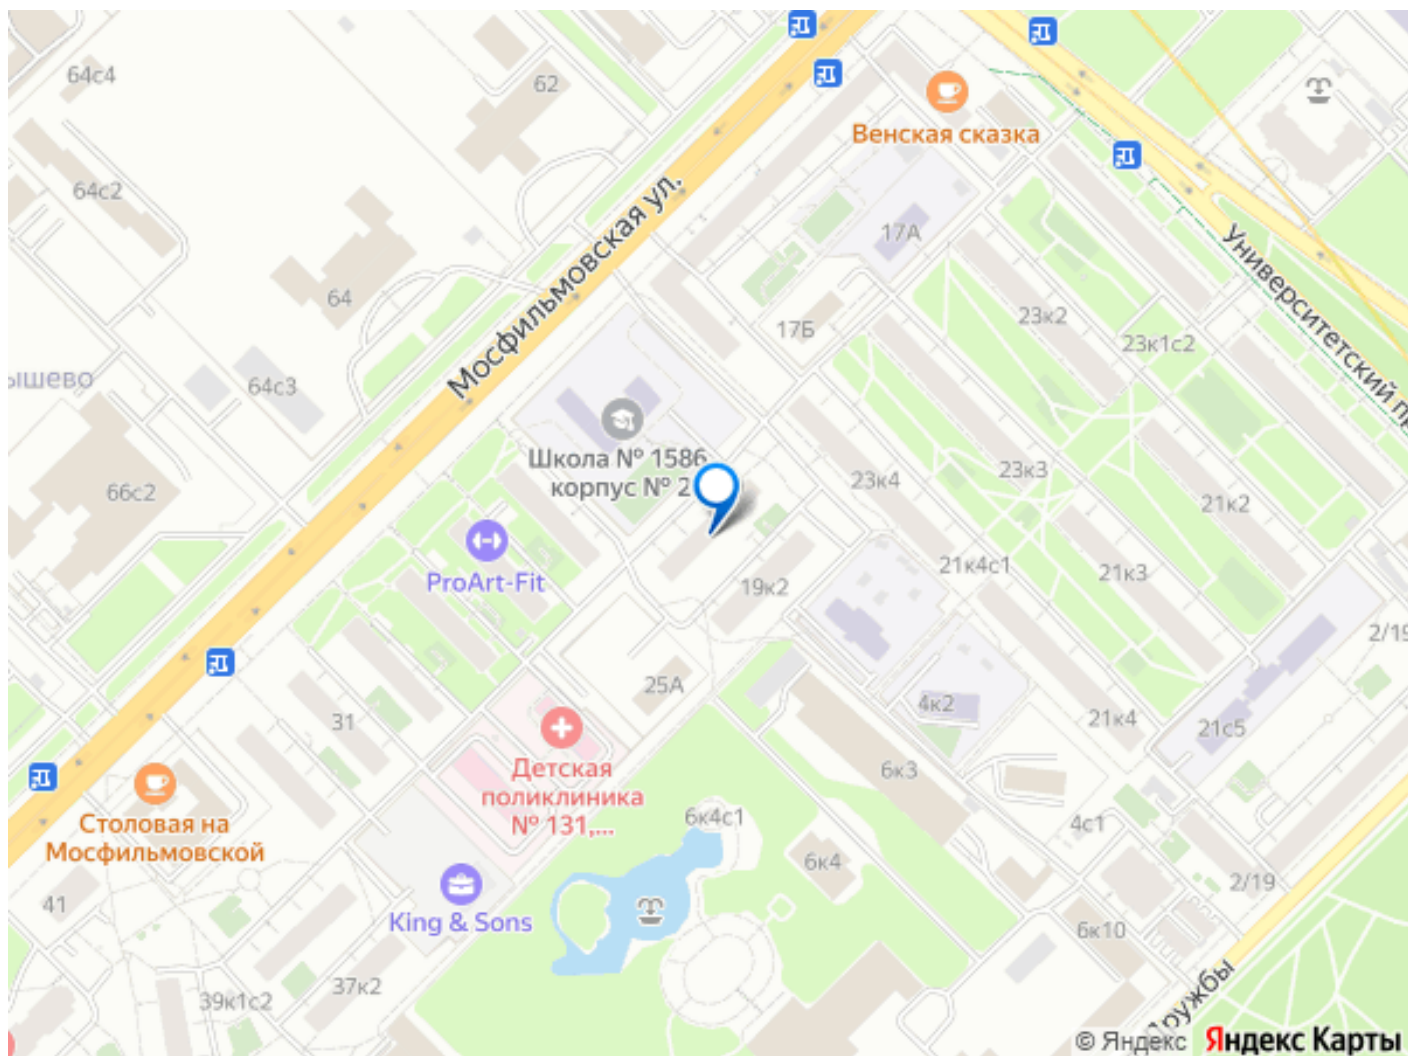 64с4
62
Венская сказка
64с2
Мосфильмовская ул.
17А
Университетский пр
64
17Б
23к2
23к1с2
ышево
64с3
Школа № 1586,
корпус № 2
66с2
23к4
23к3
21к2
ProArt-Fit
19к2
21к4с1
21к3
2/19
25А
31
4к2
21к4
21с5
Детская
поликлиника
№ 131,...
6к3
Столовая на
Мосфильмовской
6к4с1
4с1
6к4
2/19
41
King & Sons
6к10
37к2
39к1с2
Дружбы
© Яндекс Яндекс Карты